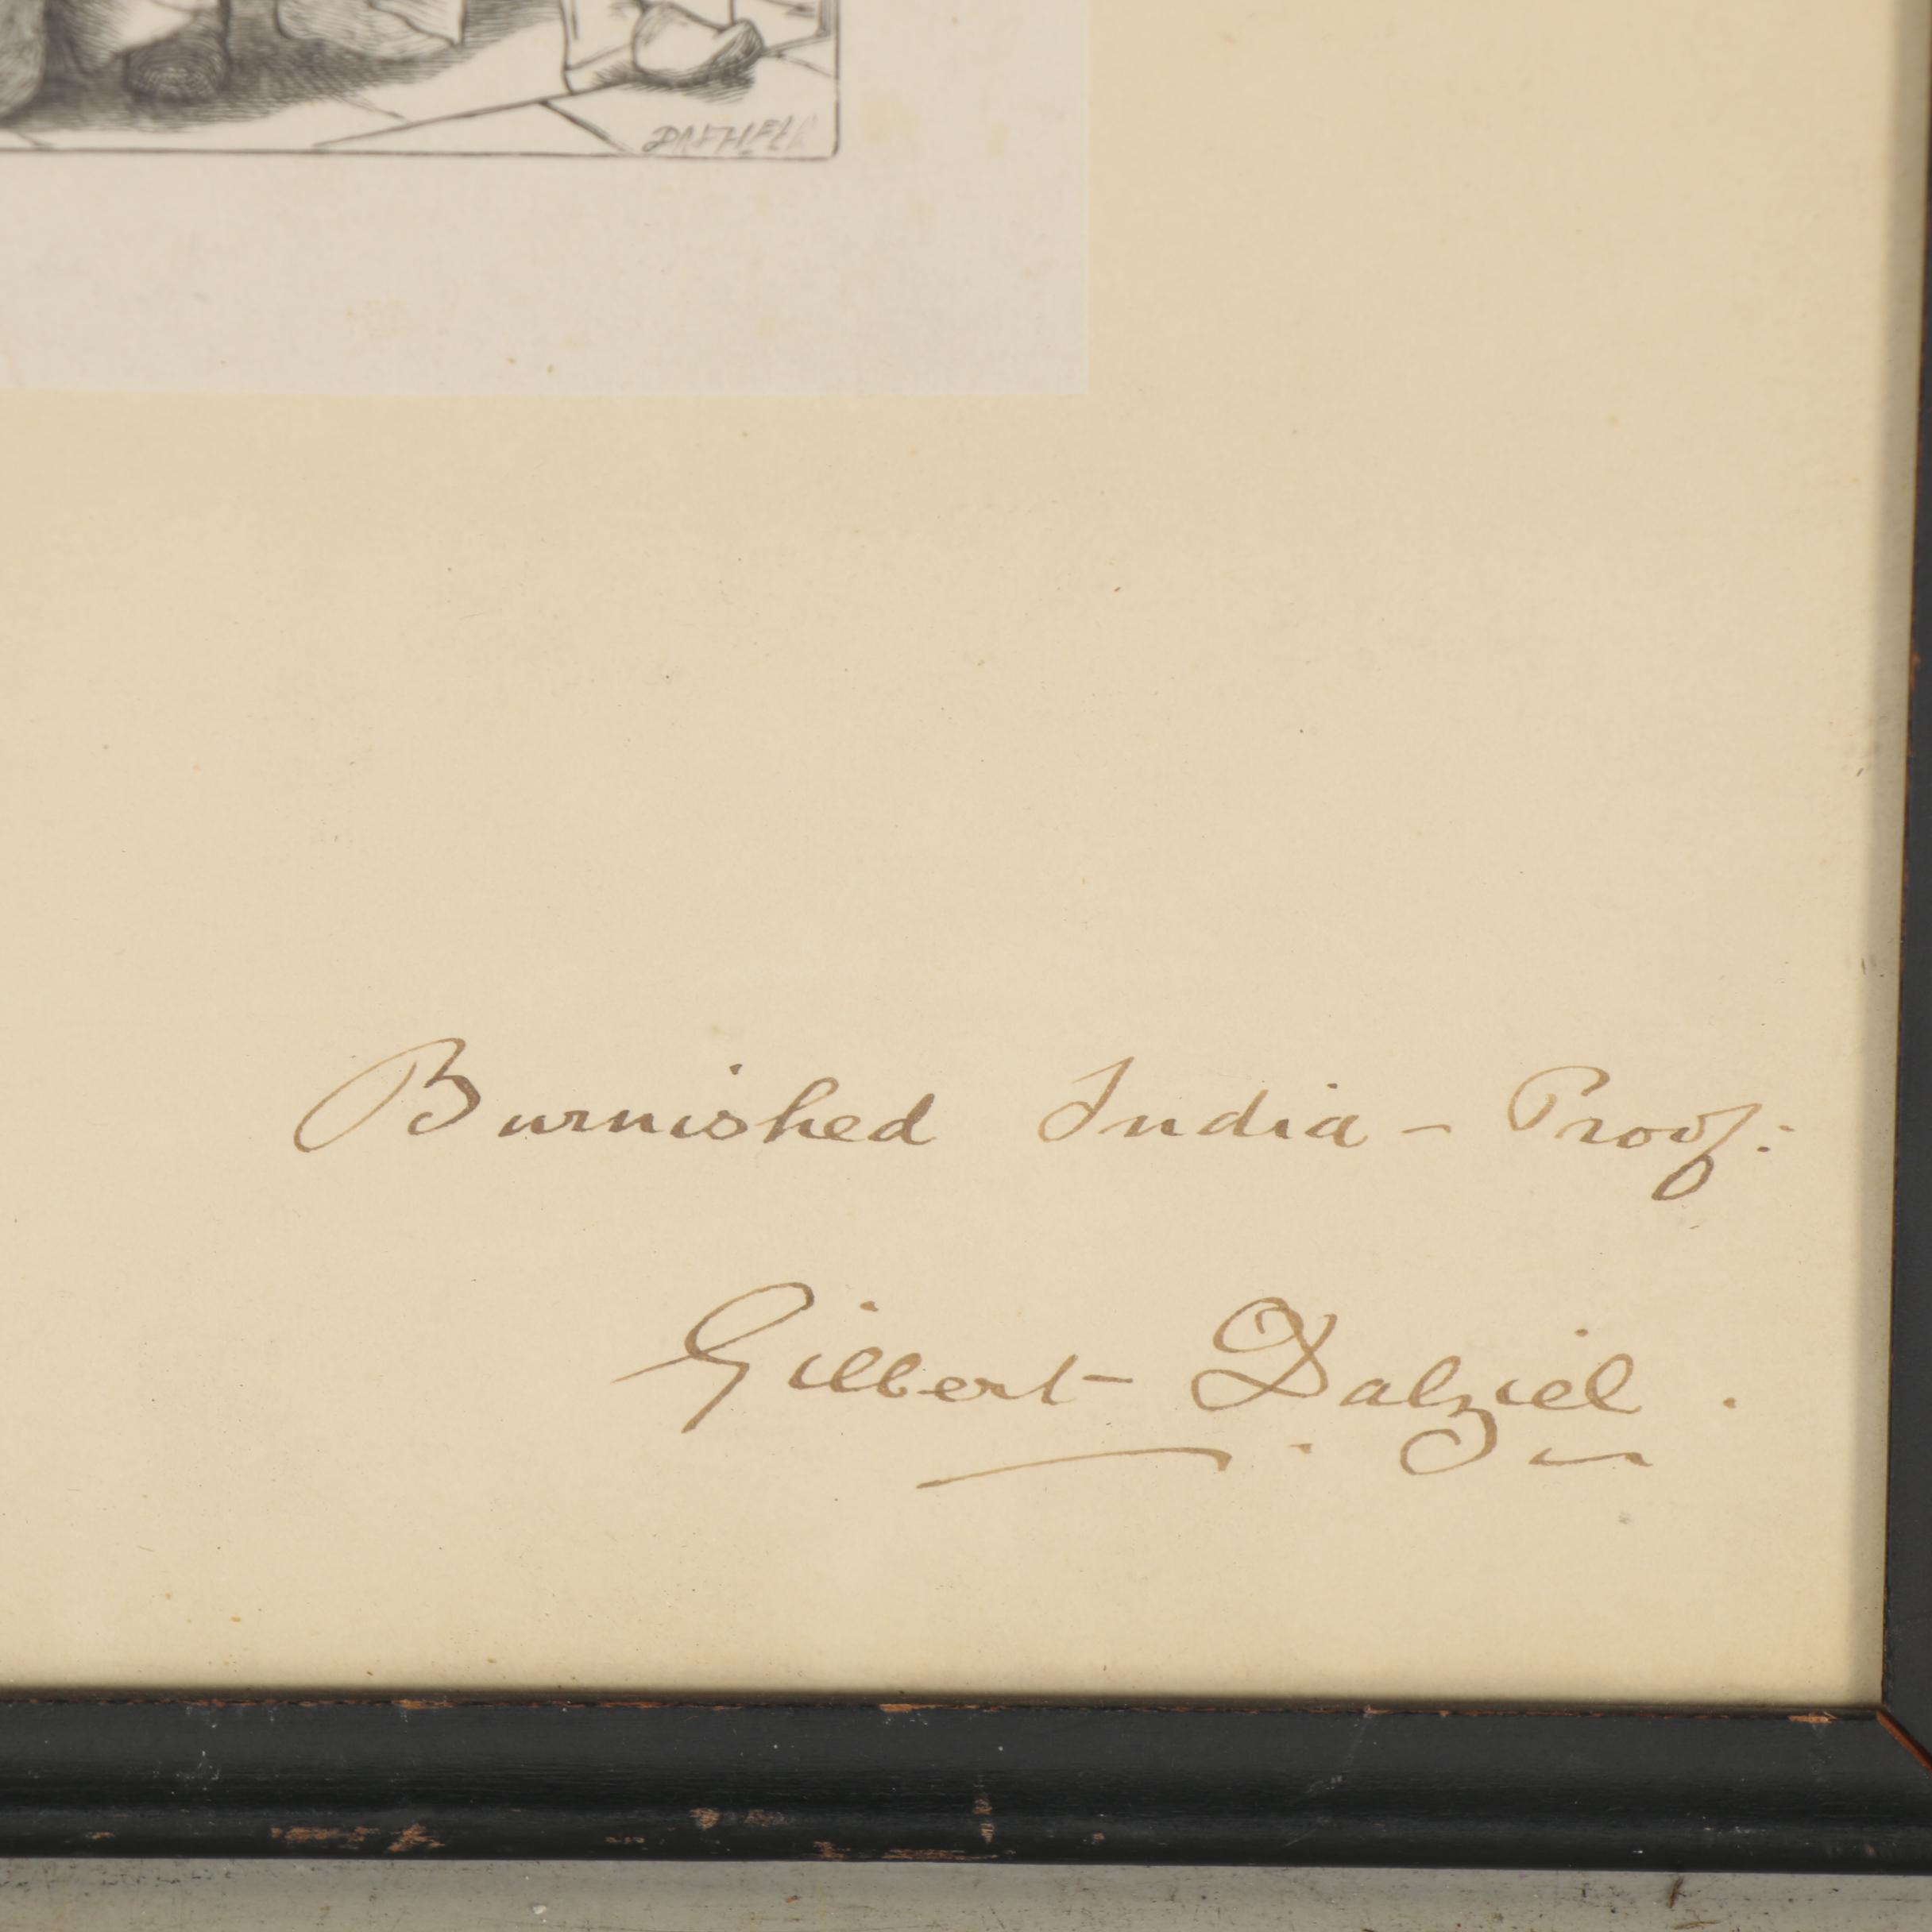 Burnished India - Proof:
Gilbert Dalziel.